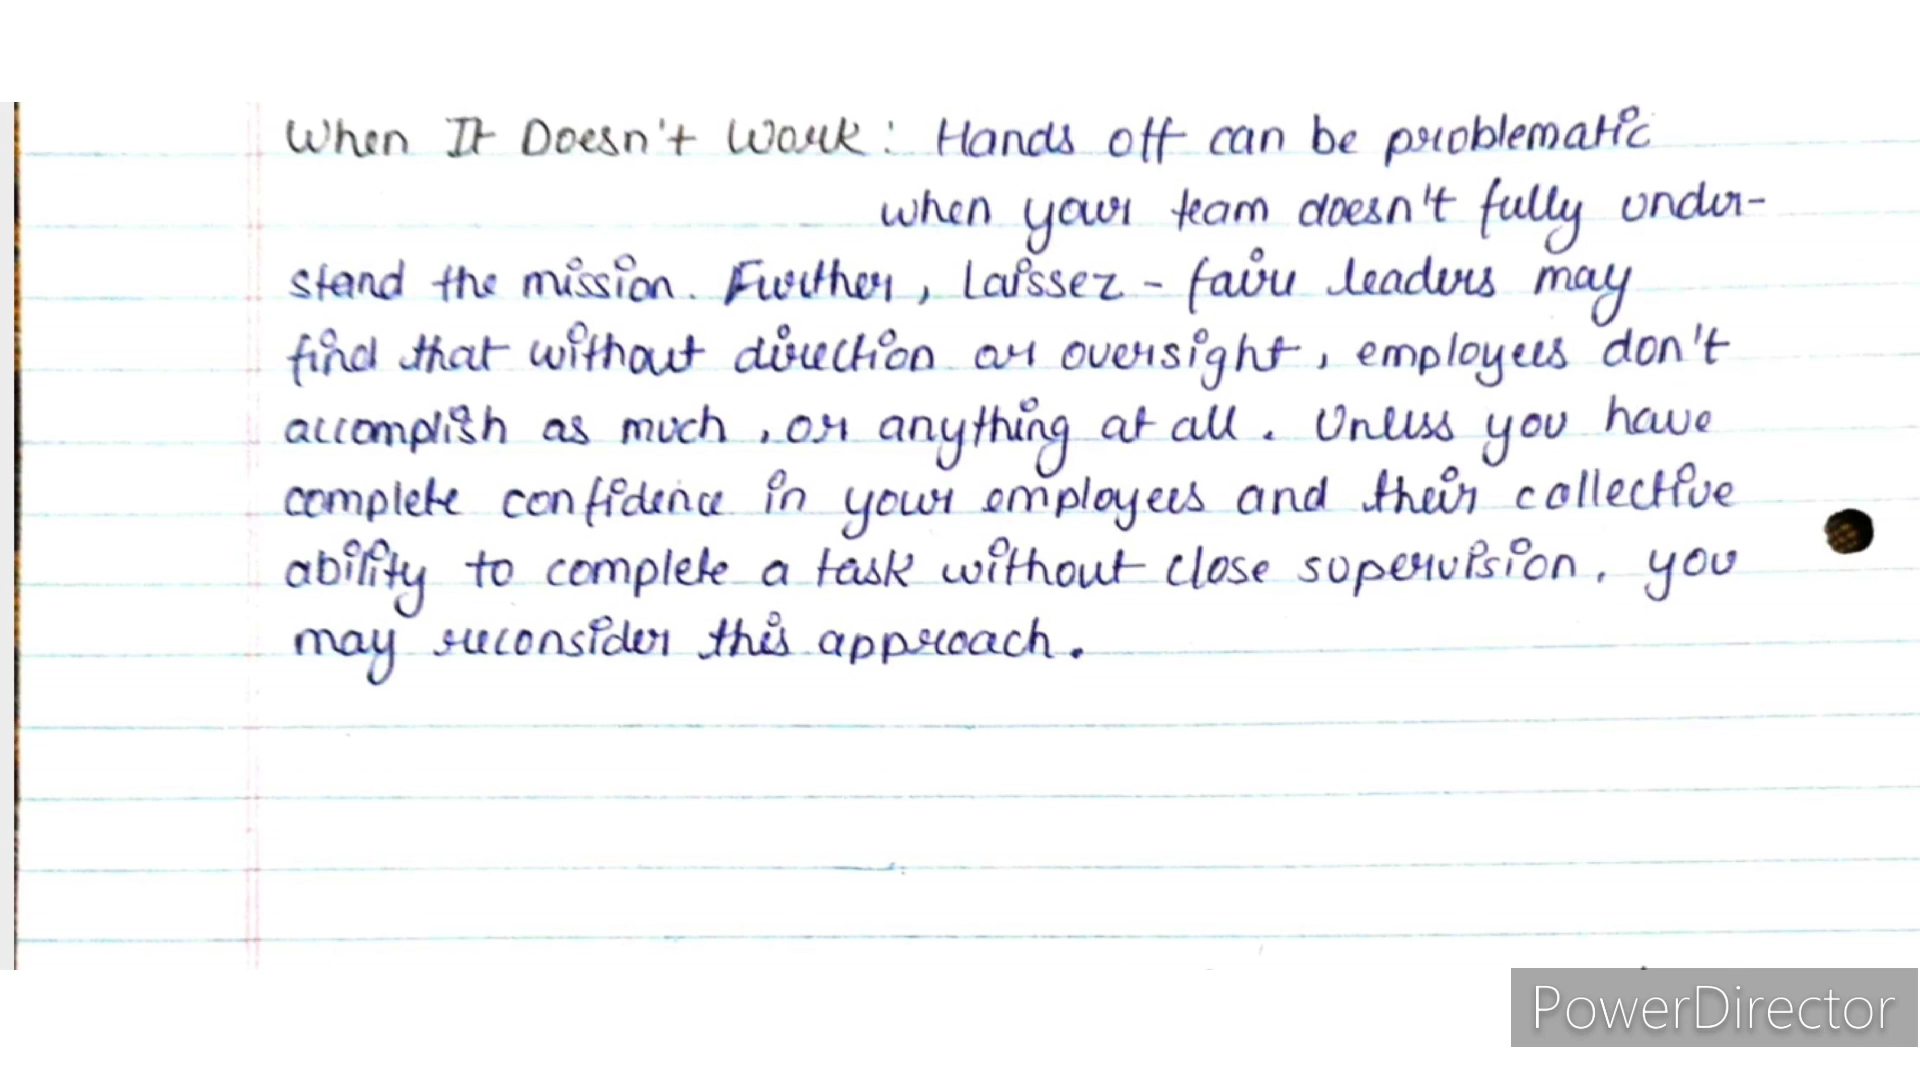 When It Doesn't Work : Hands off can be problematic
when your team doesn't fully under-
stand the mission. Further, Laissez - faire leaders may
find that without direction or oversight, employees don't
accomplish as much, or anything at all. Unless you have
complete confidence in your employees and their collective
ability to complete a task without close supervision, you
may reconsider this approach.
PowerDirector